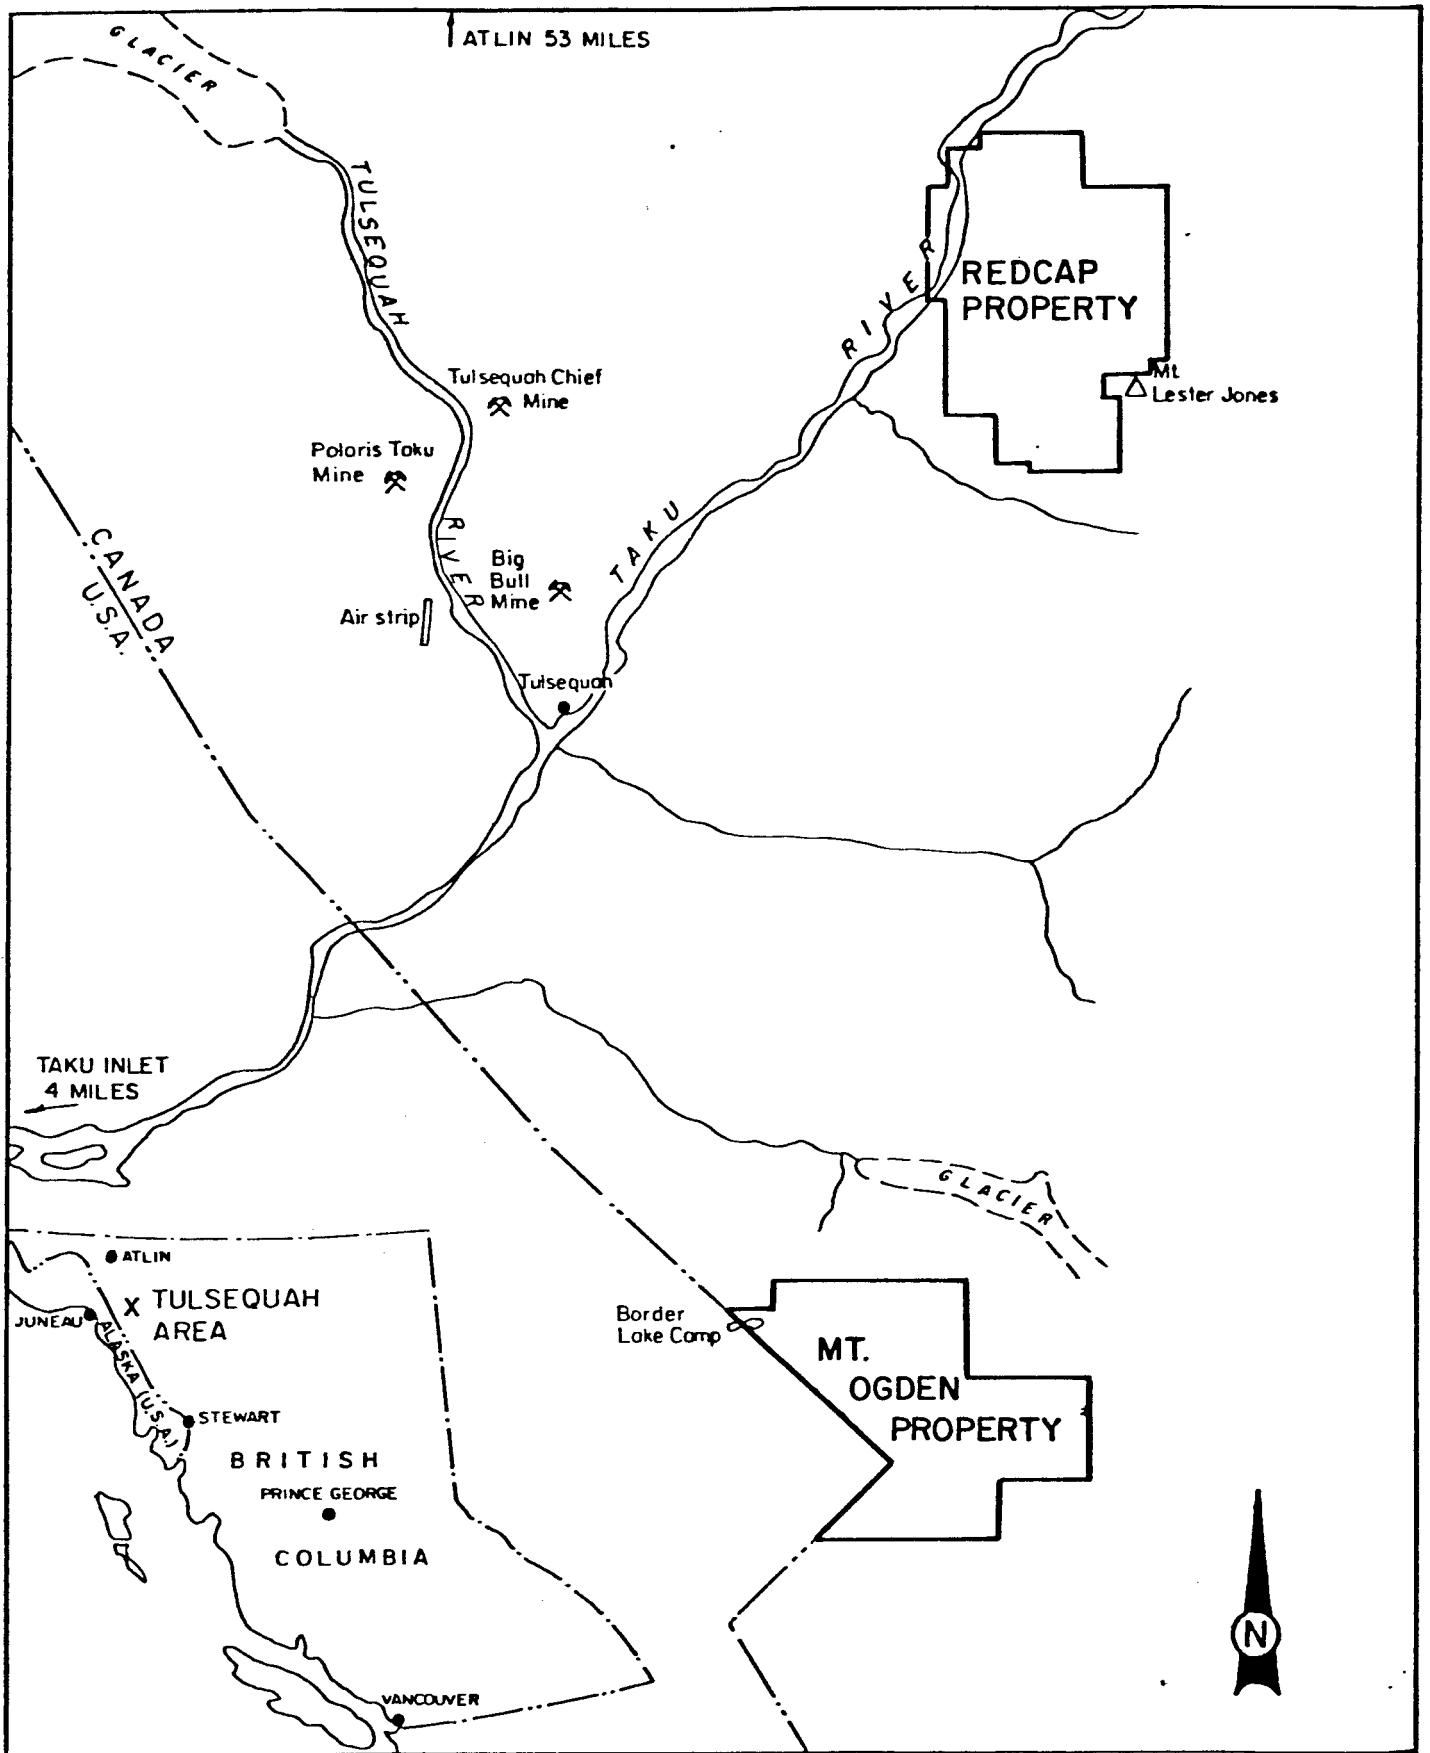 GLACIER
ATLIN 53 MILES
TULSEQUAH
RIVER
REDCAP
PROPERTY
Tulsequah Chief
Mine
Mt.
Lester Jones
Polaris Taku
Mine
TAKU
RIVER
CANADA
U.S.A.
Big
Bull
Mine
Air strip
Tulsequah
TAKU INLET
4 MILES
GLACIER
ATLIN
TULSEQUAH
AREA
JUNEAU
ALASKA (U.S.A.)
Border
Lake Camp
MT.
OGDEN
PROPERTY
STEWART
BRITISH
PRINCE GEORGE
COLUMBIA
VANCOUVER
N